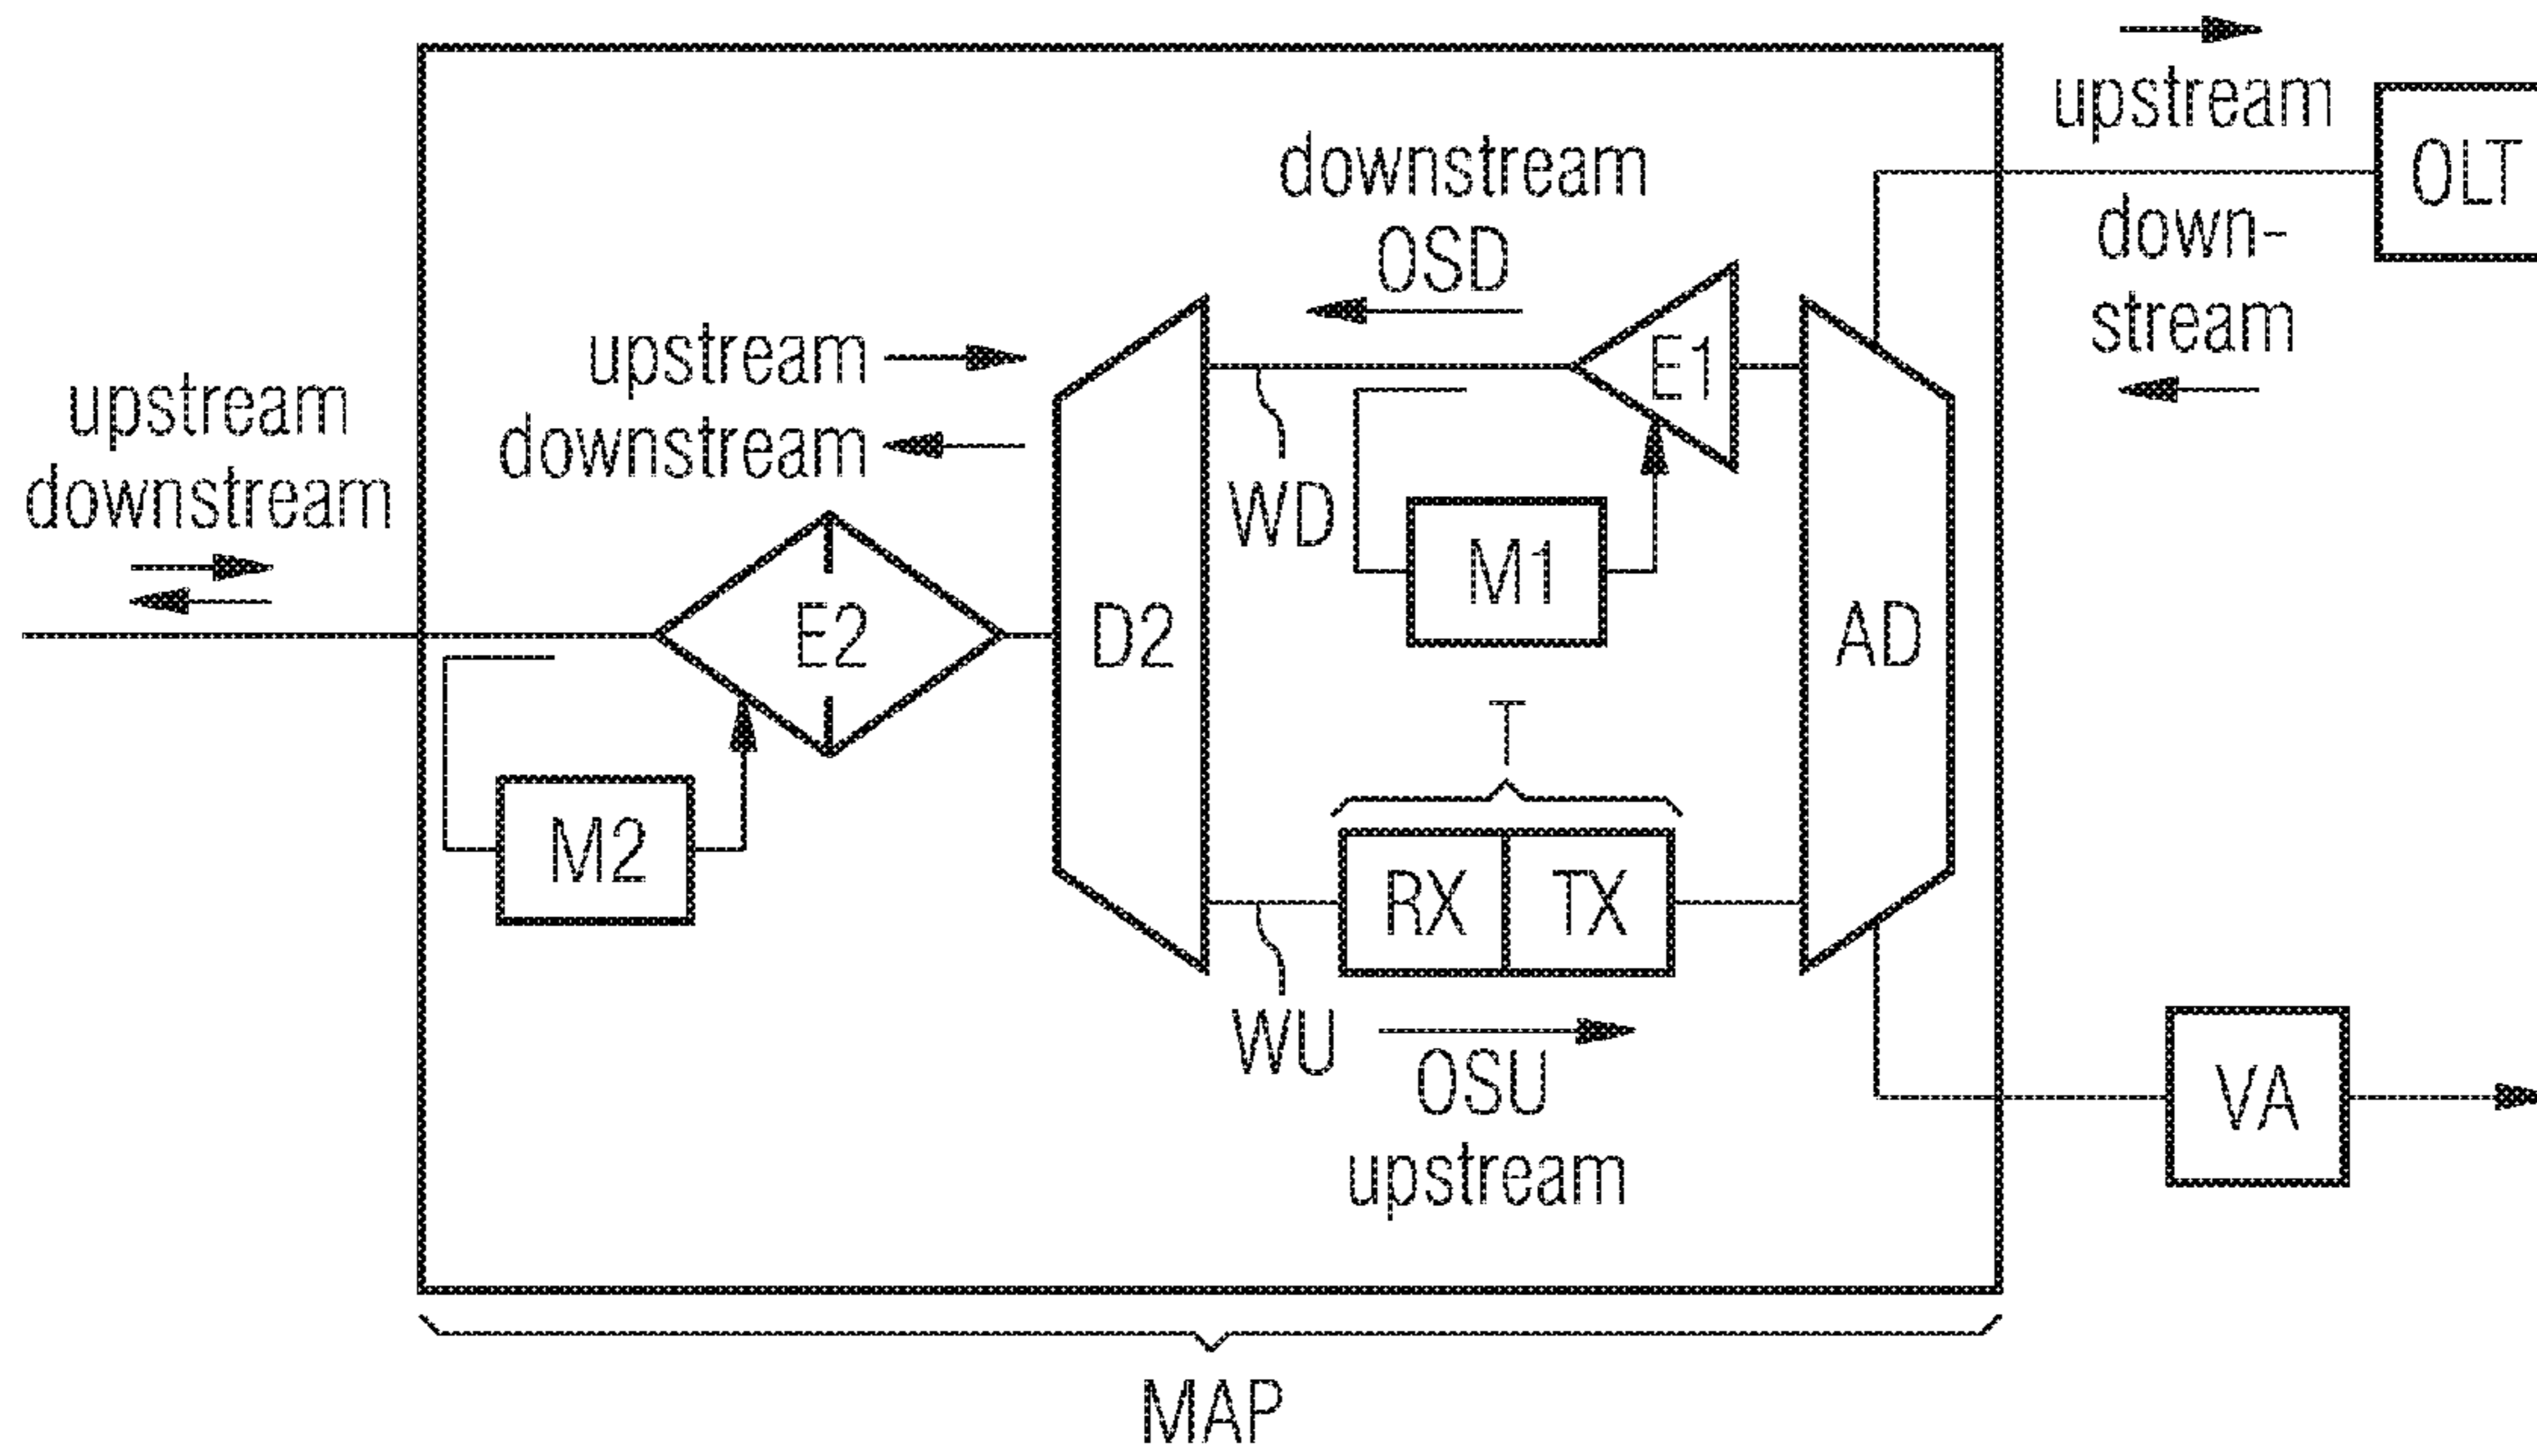 upstream
OLT
down-
stream
downstream
OSD
upstream
downstream
upstream
downstream
E1
WD
M1
E2
D2
AD
T
M2
RX TX
WU
OSU
upstream
VA
MAP